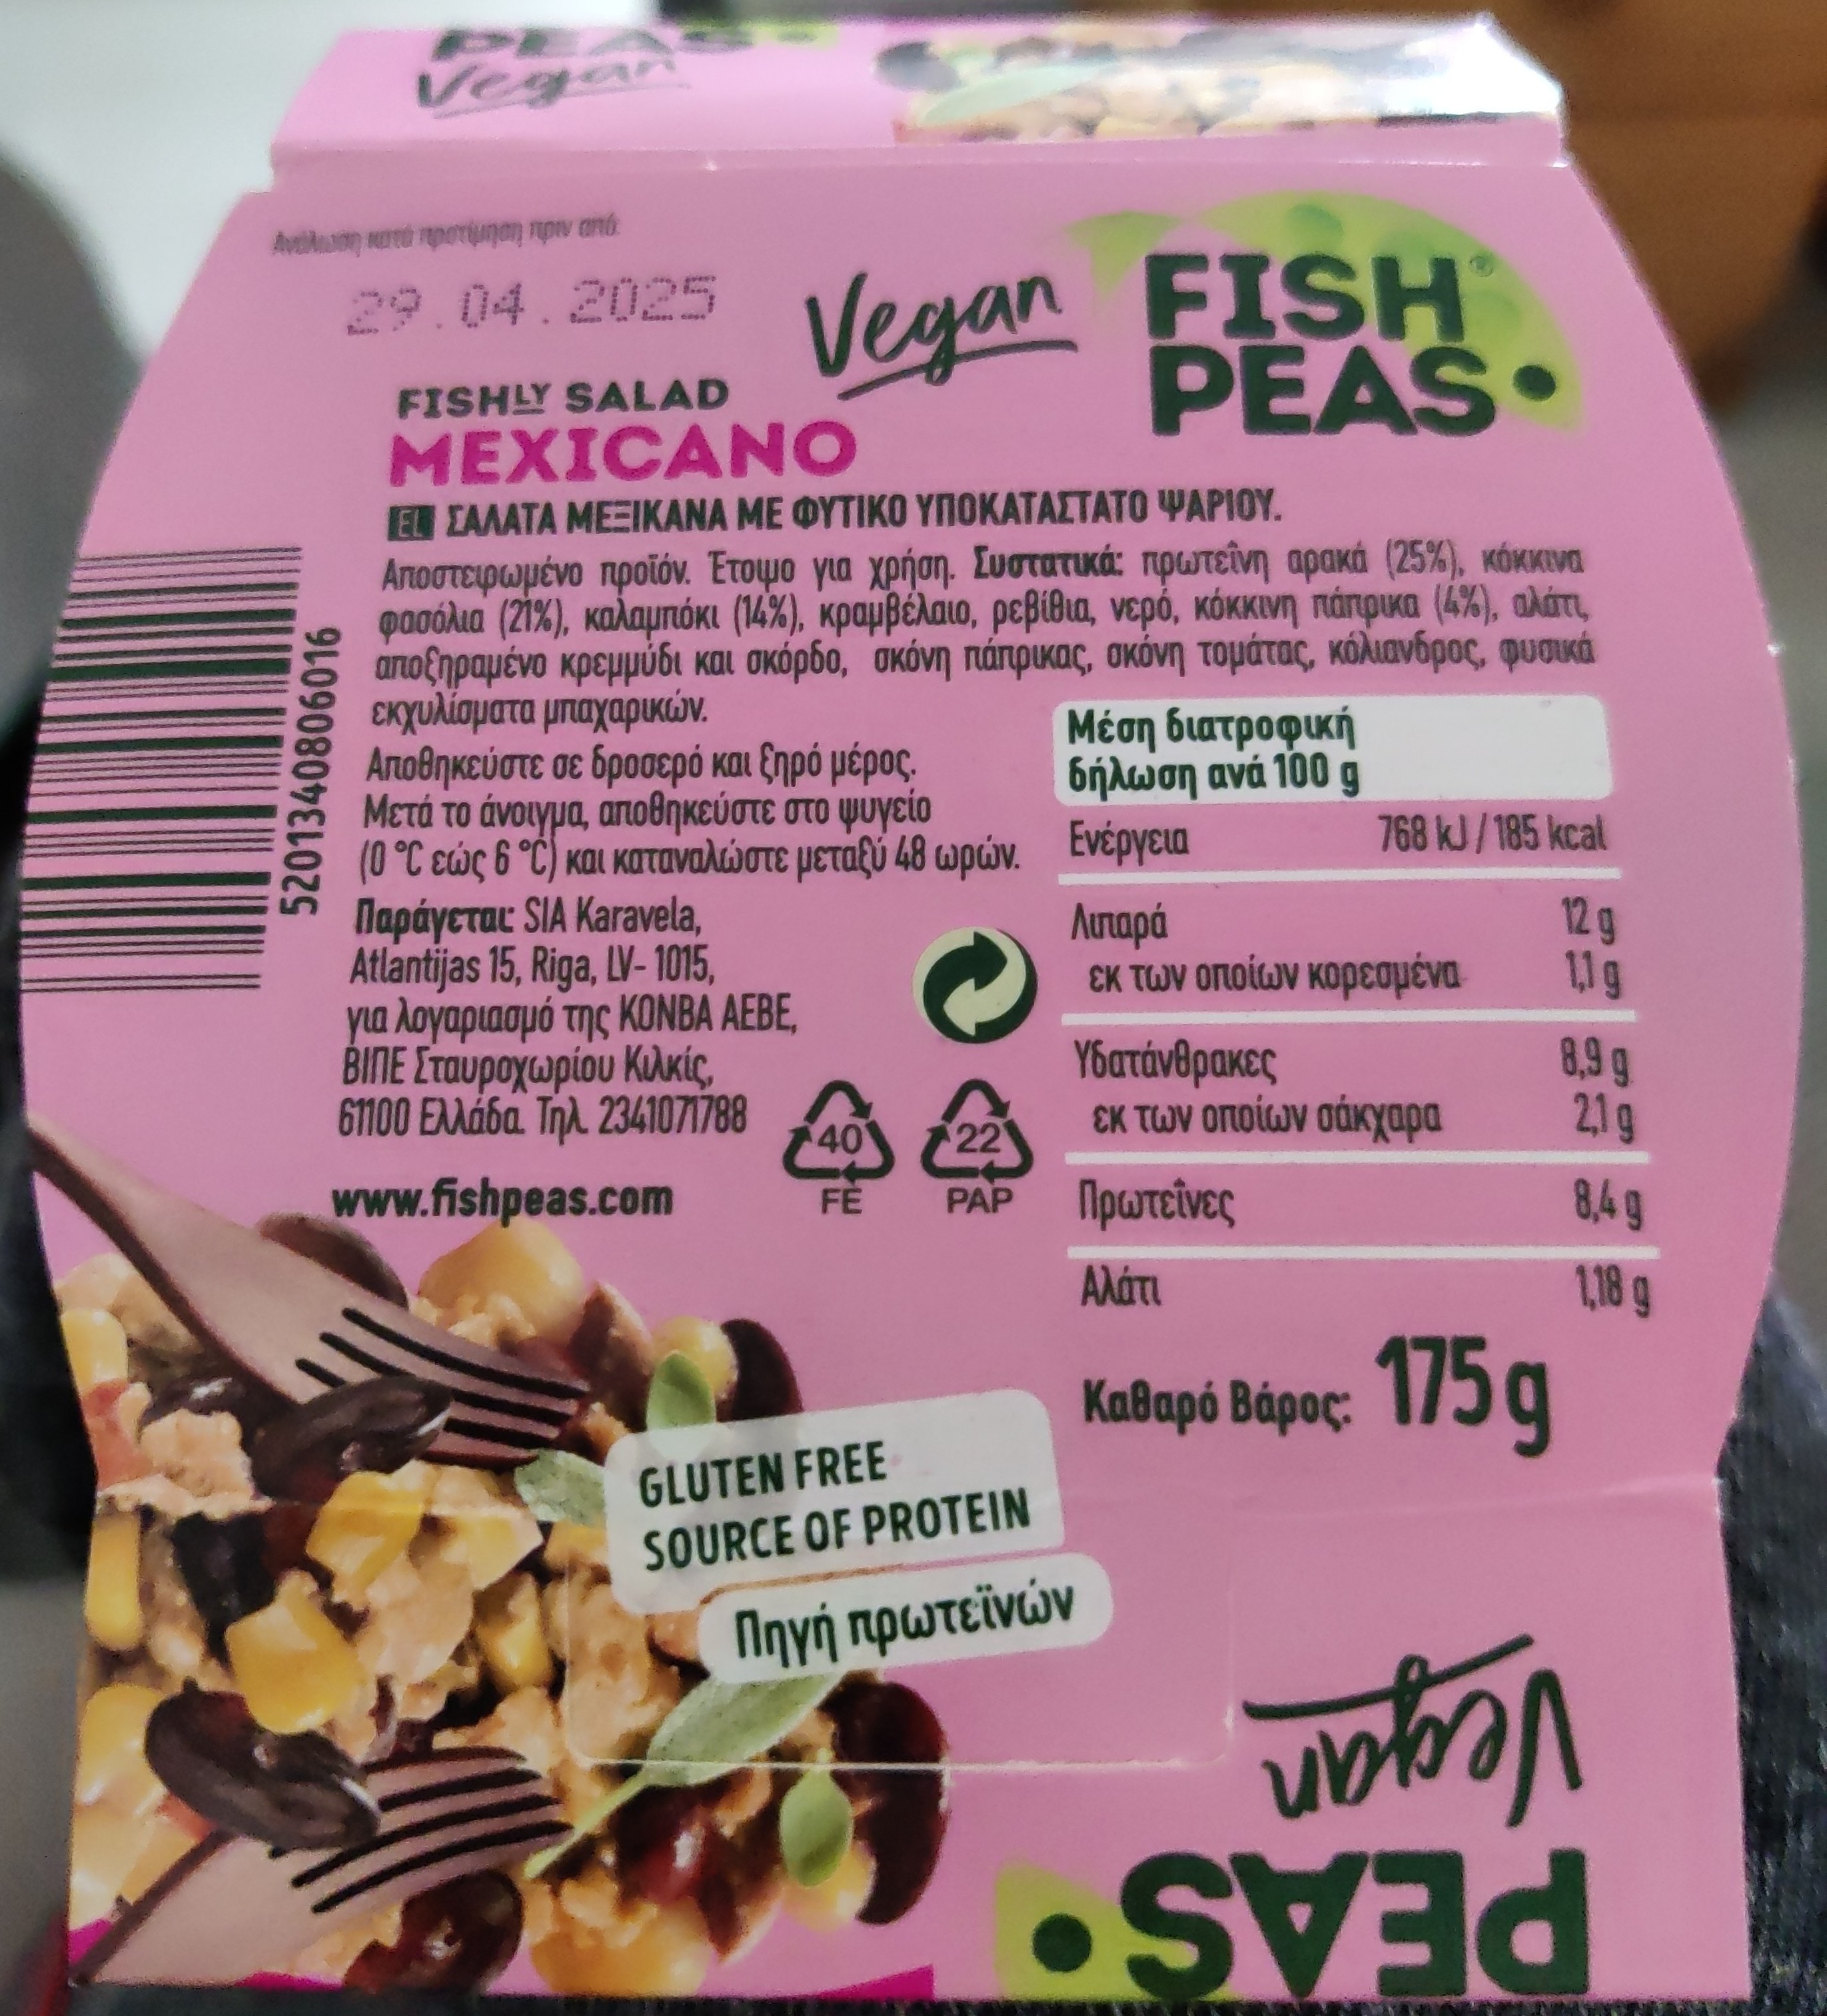 PEAS
Vegan
Ανάλωση κατά προτίμηση πριν από:
29.04.2025
Vegan
FISH®
PEAS
FISHLY SALAD
MEXICANO
EL ΣΑΛΑΤΑ ΜΕΞΙΚΑΝΑ ΜΕ ΦΥΤΙΚΟ ΥΠΟΚΑΤΑΣΤΑΤΟ ΨΑΡΙΟΥ.
Αποστειρωμένο προϊόν. Έτοιμο για χρήση. Συστατικά: πρωτεΐνη αρακά (25%), κόκκινα
φασόλια (21%), καλαμπόκι (14%), κραμβέλαιο, ρεβίθια, νερό, κόκκινη πάπρικα (4%), αλάτι,
αποξηραμένο κρεμμύδι και σκόρδο, σκόνη πάπρικας, σκόνη τομάτας, κόλιανδρος, φυσικά
εκχυλίσματα μπαχαρικών.
Αποθηκεύστε σε δροσερό και ξηρό μέρος.
Μετά το άνοιγμα, αποθηκεύστε στο ψυγείο
(0 °C εώς 6 °C) και καταναλώστε μεταξύ 48 ωρών.
Παράγεται: SIA Karavela,
Atlantijas 15, Riga, LV- 1015,
για λογαριασμό της ΚΟΝΒΑ ΑΕΒΕ,
ΒΙΠΕ Σταυροχωρίου Κιλκίς,
61100 Ελλάδα. Τηλ. 2341071788
www.fishpeas.com
5201340806016
40
FE
22
PAP
Μέση διατροφική
δήλωση ανά 100 g
Ενέργεια 768 kJ / 185 kcal
Λιπαρά 12 g
εκ των οποίων κορεσμένα 1,1 g
Υδατάνθρακες 8,9 g
εκ των οποίων σάκχαρα 2,1 g
Πρωτεΐνες 8,4 g
Αλάτι 1,18 g
Καθαρό Βάρος: 175 g
GLUTEN FREE
SOURCE OF PROTEIN
Πηγή πρωτεϊνών
Vegan
PEAS